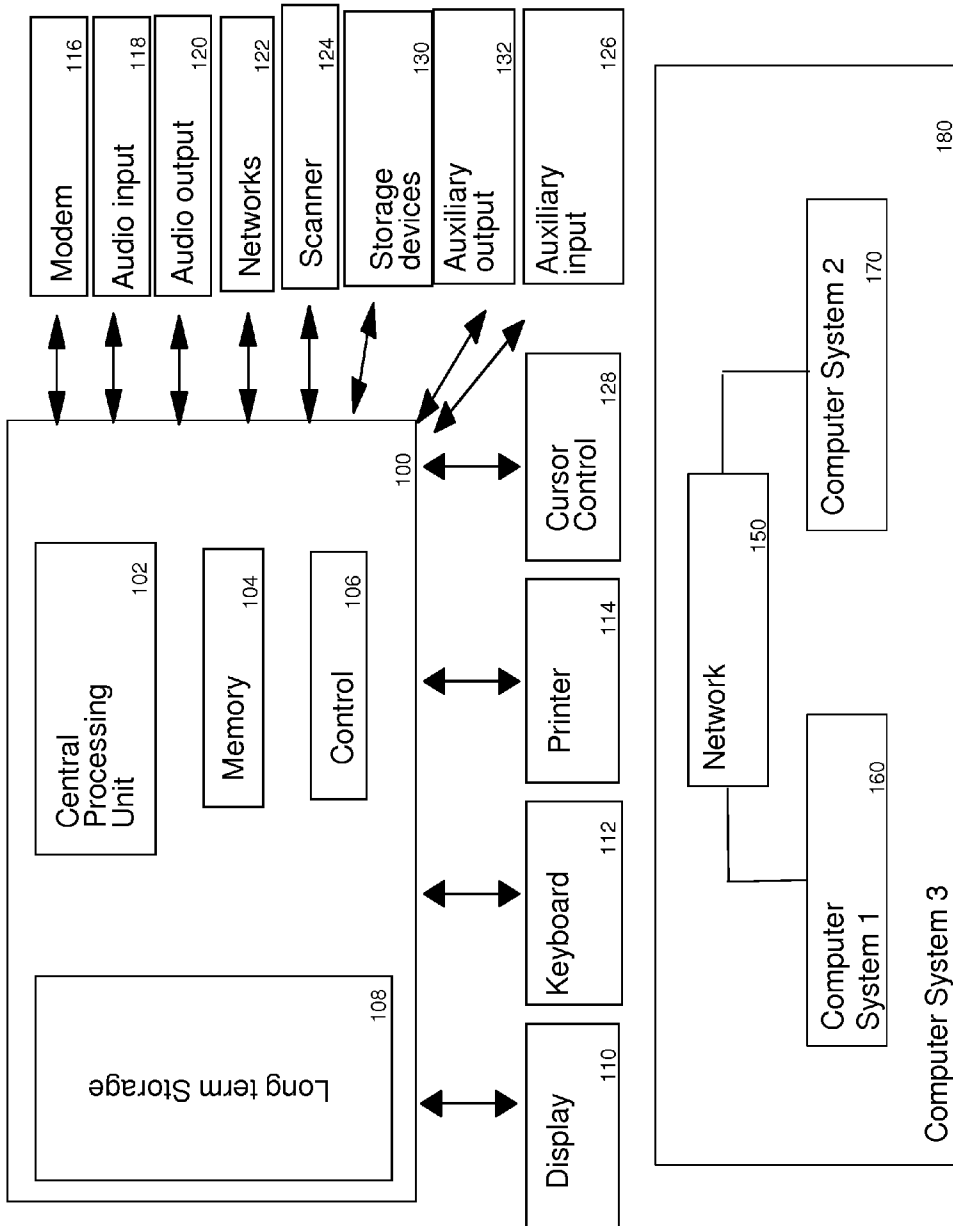 Long term Storage
108
Central
Processing
Unit
102
Memory
104
Control
106
100
Display
110
Keyboard
112
Printer
114
Cursor
Control
128
Modem
116
Audio input
118
Audio output
120
Networks
122
Scanner
124
Storage
devices
130
Auxiliary
output
132
Auxiliary
input
126
Network
150
Computer
System 1
160
Computer System 2
170
Computer System 3
180